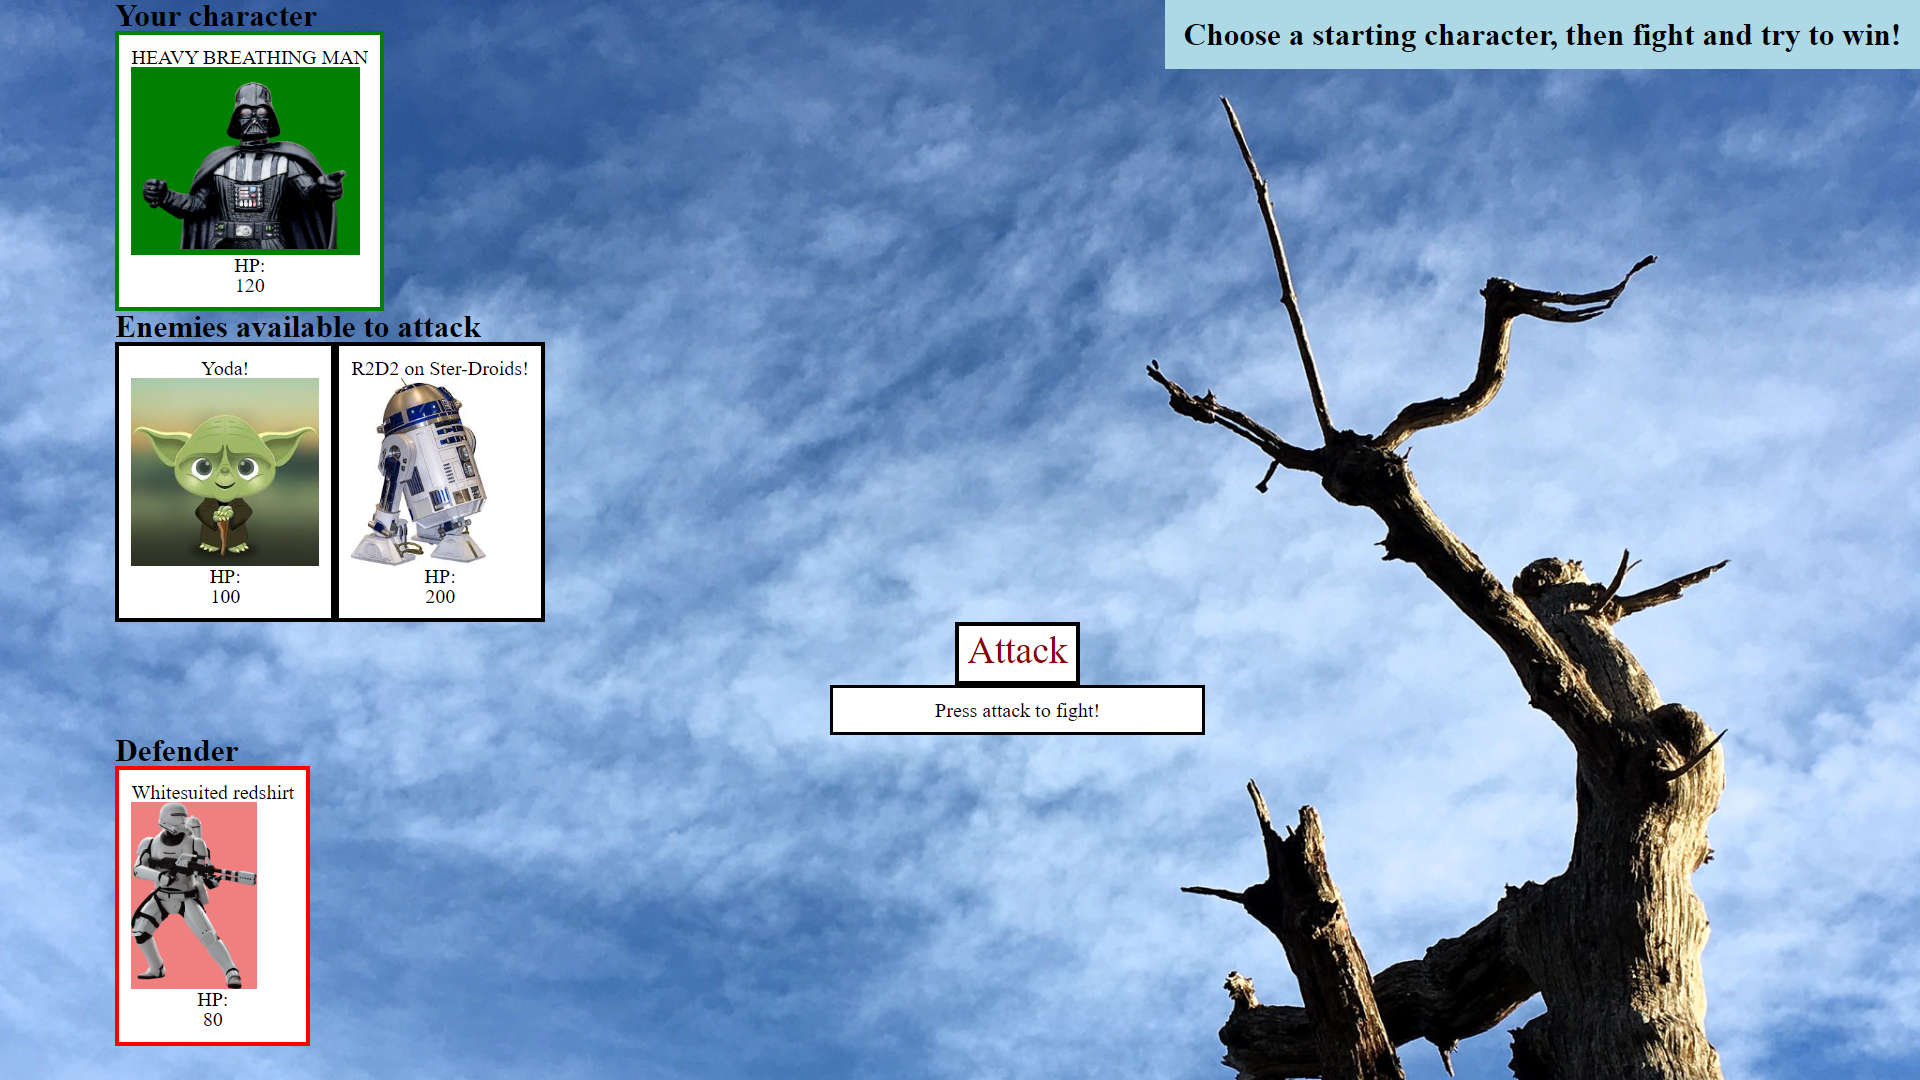 Your character
HEAVY BREATHING MAN
HP:
120
Choose a starting character, then fight and try to win!
Enemies available to attack
Yoda!
HP:
100
R2D2 on Ster-Droids!
HP:
200
Attack
Press attack to fight!
Defender
Whitesuited redshirt
HP:
80